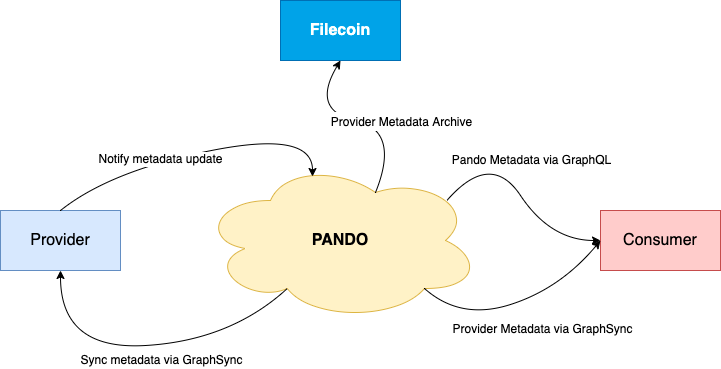 Filecoin
Provider Metadata Archive
Notify metadata update
Pando Metadata via GraphQL
Provider
PANDO
Consumer
Provider Metadata via GraphSync
Sync metadata via GraphSync